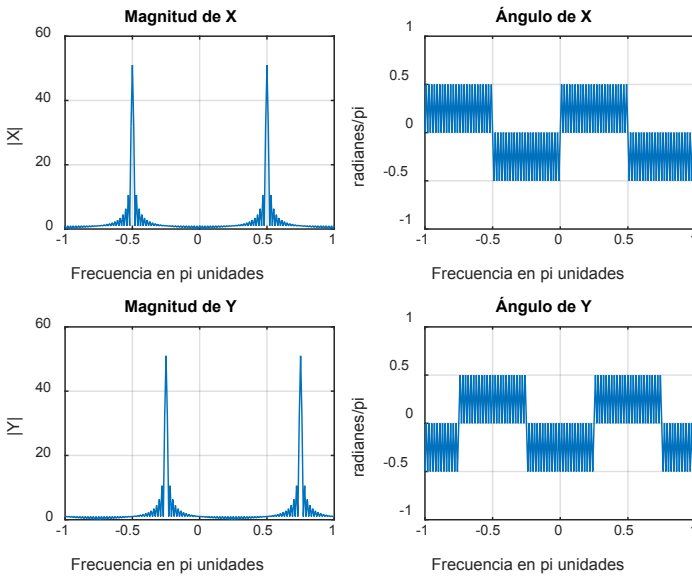 Magnitud de X
60
40
20
0
|X|
-1 -0.5 0 0.5 1
Frecuencia en pi unidades
Ángulo de X
1
0.5
0
-0.5
-1
radianes/pi
-1 -0.5 0 0.5 1
Frecuencia en pi unidades
Magnitud de Y
60
40
20
0
|Y|
-1 -0.5 0 0.5 1
Frecuencia en pi unidades
Ángulo de Y
1
0.5
0
-0.5
-1
radianes/pi
-1 -0.5 0 0.5 1
Frecuencia en pi unidades